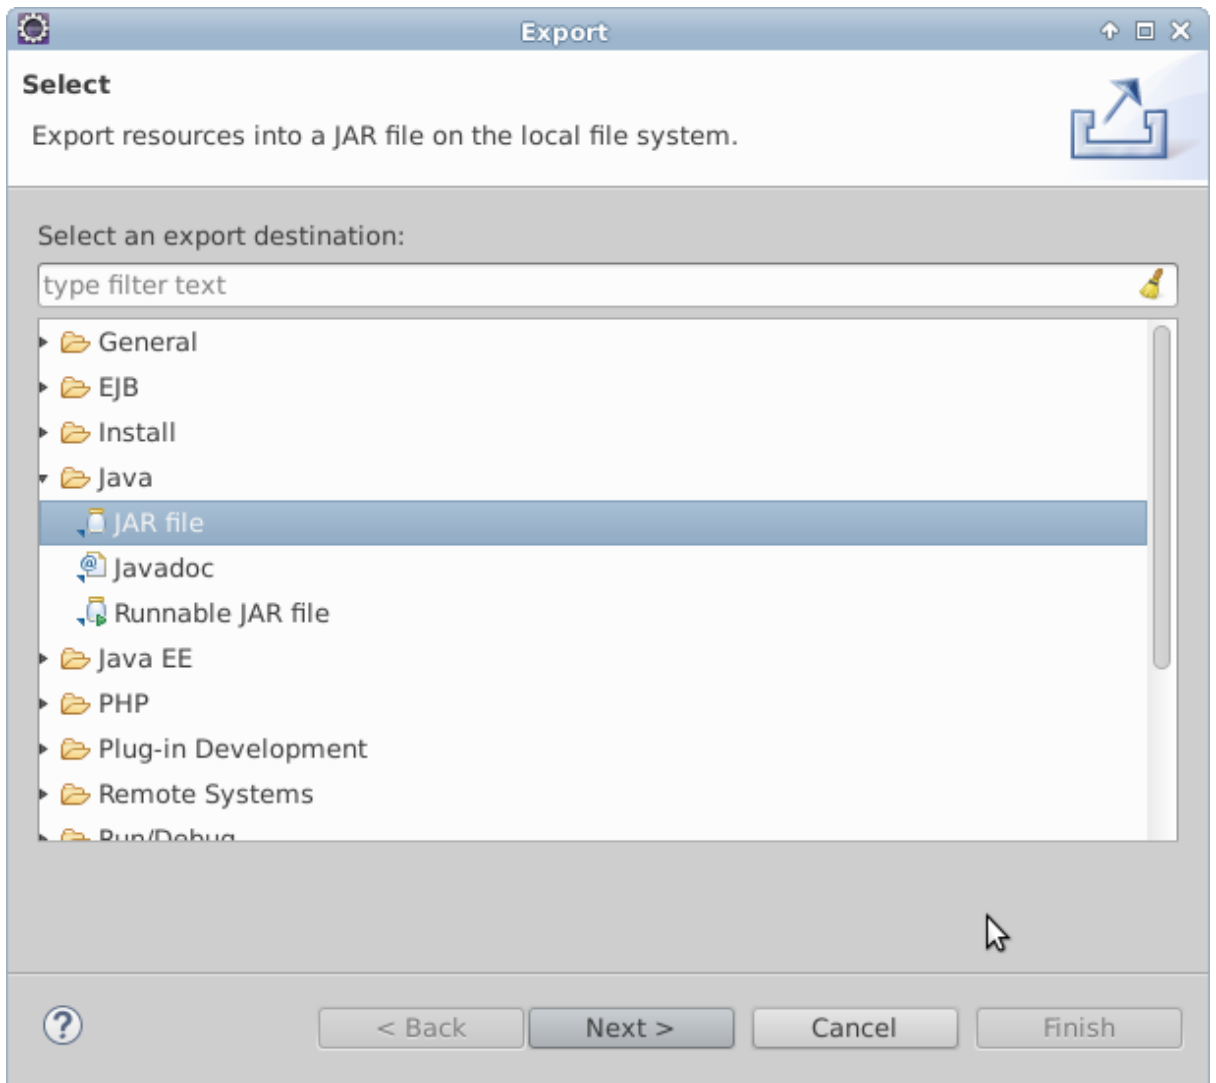 Export
Select
Export resources into a JAR file on the local file system.
Select an export destination:
type filter text
General
EJB
Install
Java
JAR file
Javadoc
Runnable JAR file
Java EE
PHP
Plug-in Development
Remote Systems
Run/Debug
< Back
Next >
Cancel
Finish